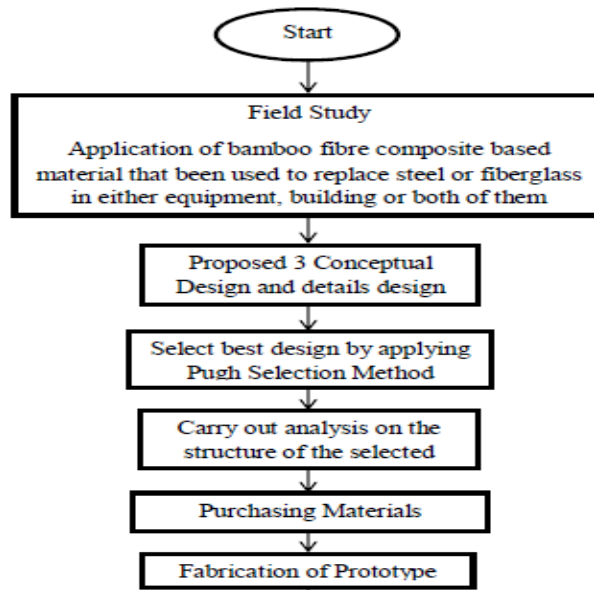 Start
Field Study
Application of bamboo fibre composite based
material that been used to replace steel or fiberglass
in either equipment, building or both of them
Proposed 3 Conceptual
Design and details design
Select best design by applying
Pugh Selection Method
Carry out analysis on the
structure of the selected
Purchasing Materials
Fabrication of Prototype